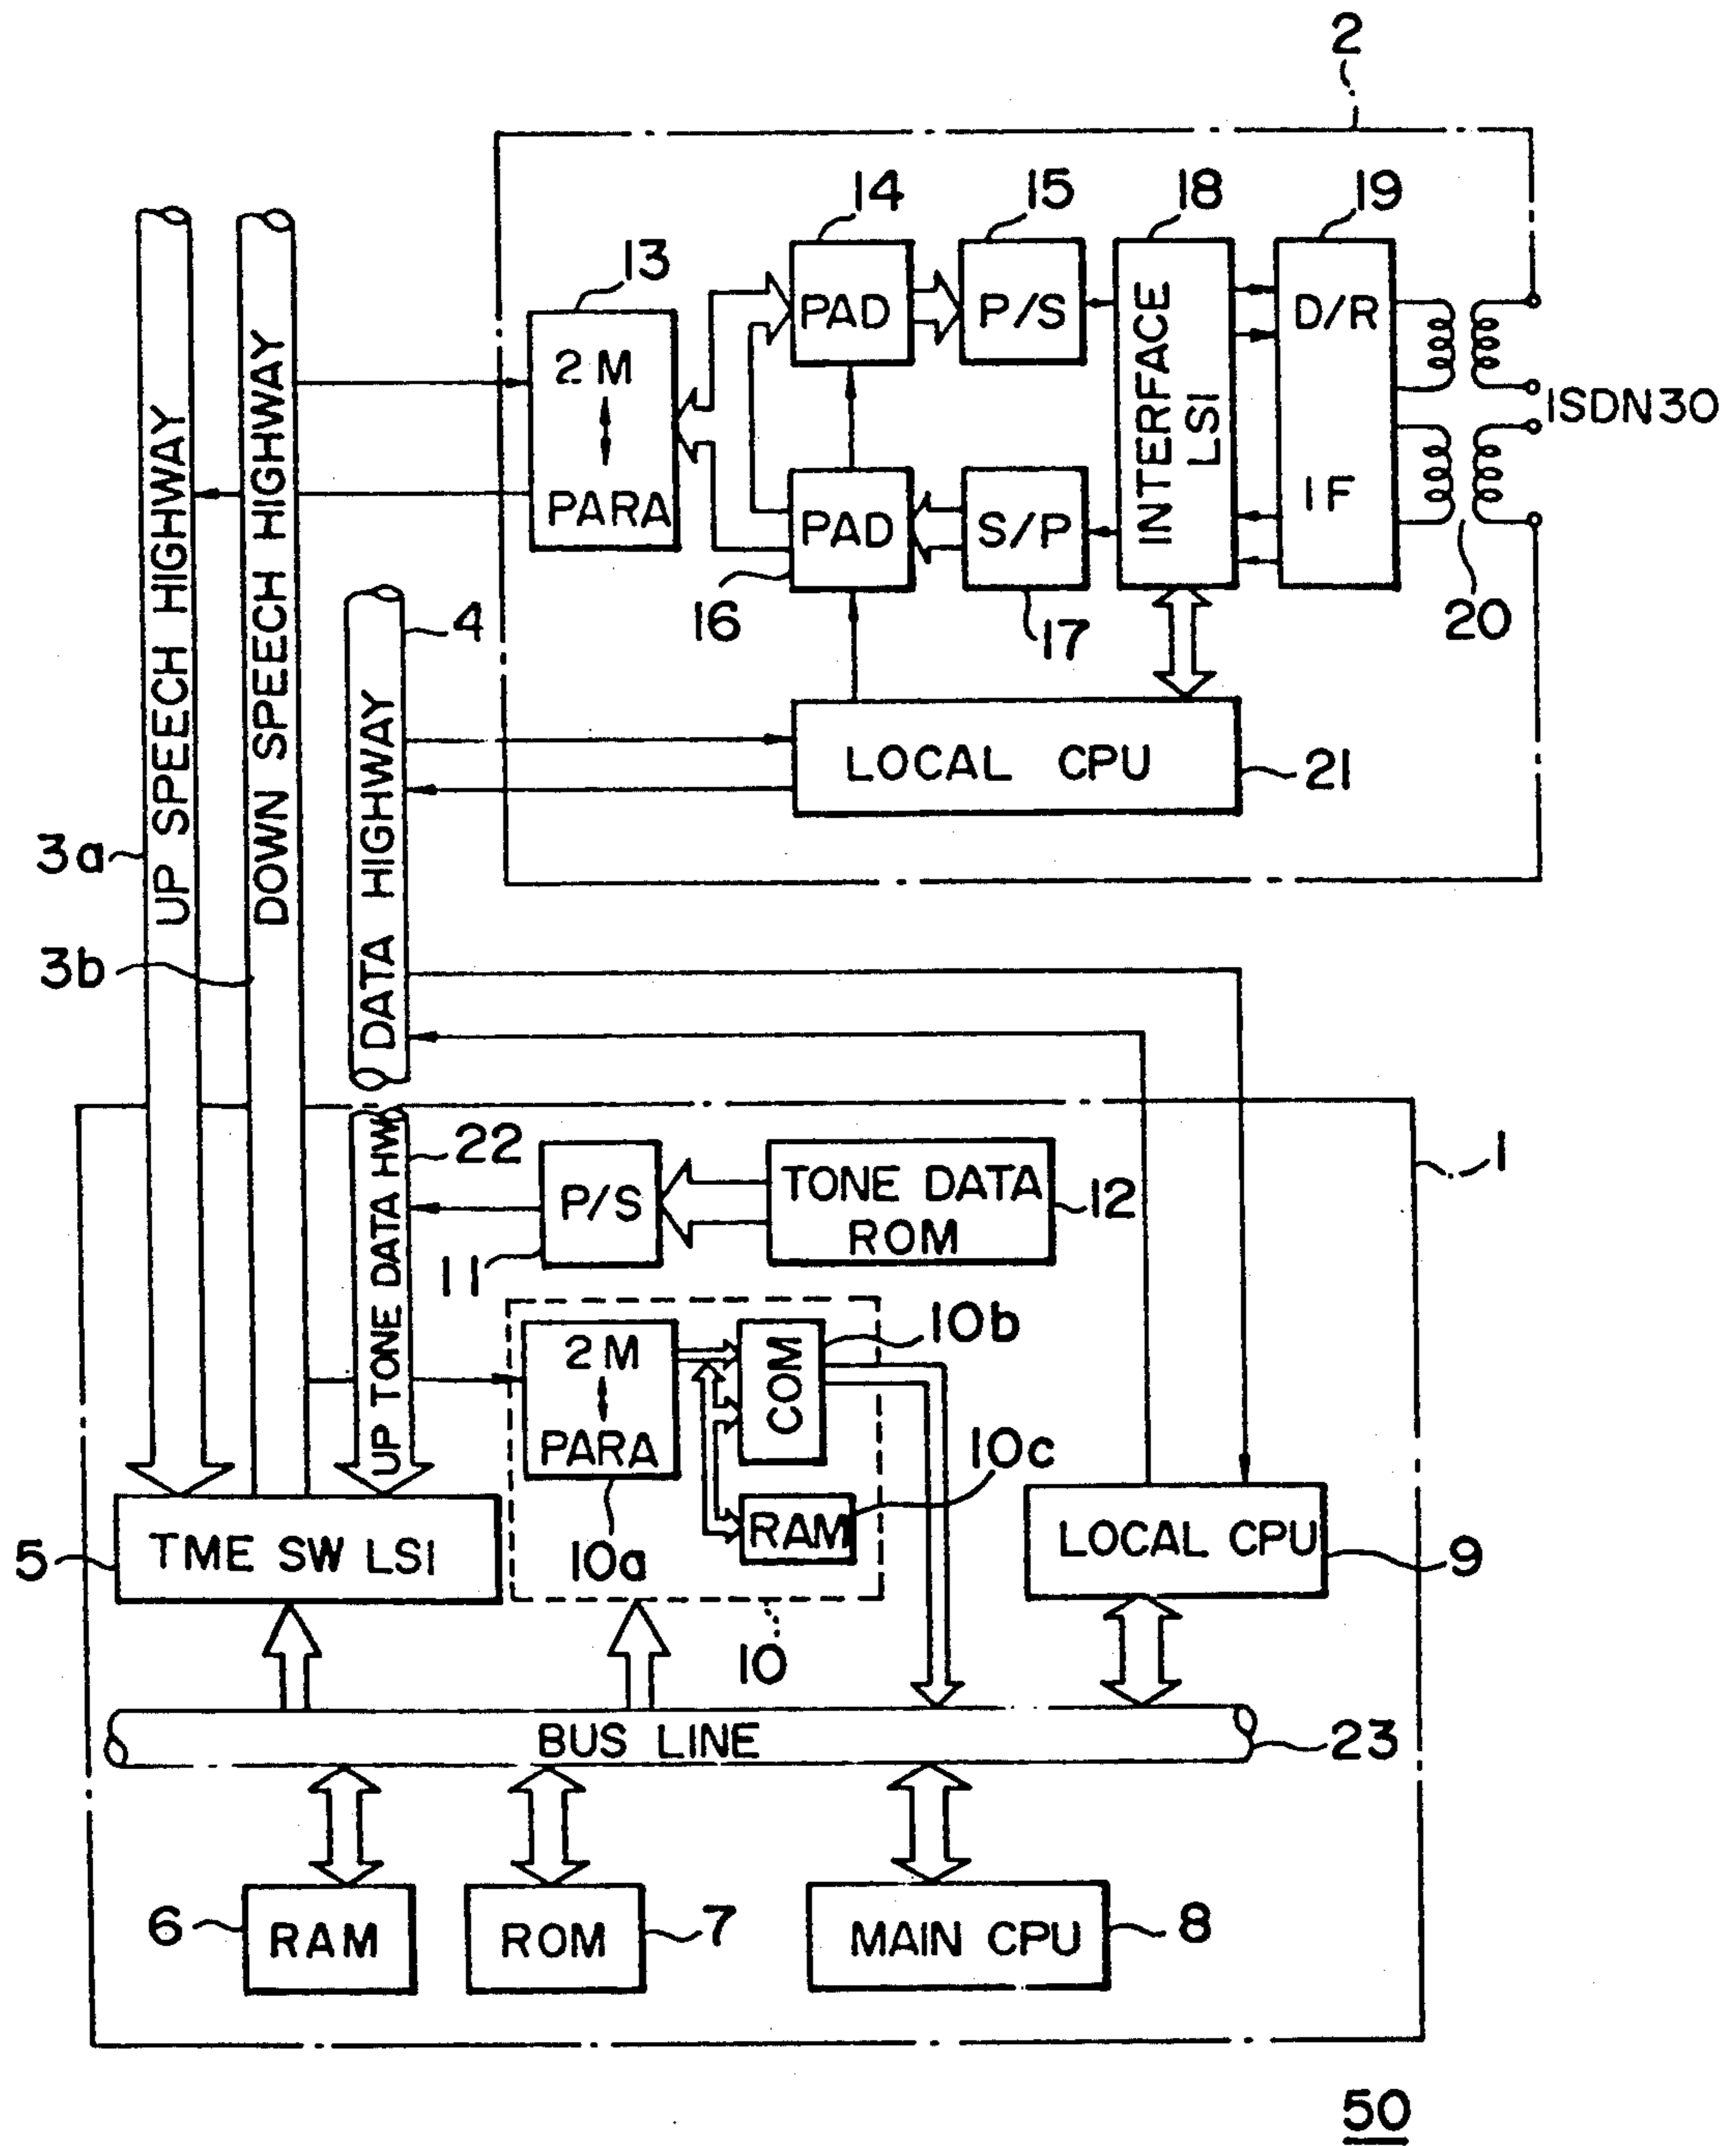 2
14
15
18
19
13
2M
PARA
PAD
P/S
INTERFACE
LSI
D/R
IF
ISDN30
PAD
S/P
16
17
20
4
LOCAL CPU
21
UP SPEECH HIGHWAY
DOWN SPEECH HIGHWAY
DATA HIGHWAY
3a
3b
1
22
UP TONE DATA HW
P/S
11
TONE DATA
ROM
12
2M
PARA
10a
COM
10b
RAM
10c
10
5
TME SW LSI
LOCAL CPU
9
BUS LINE
23
6
RAM
ROM
7
MAIN CPU
8
50